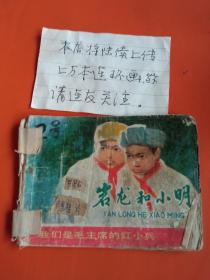 本店将陆续上传
上万本连环画,敬
请连友关注。
岩龙和小明
YAN LONG HE XIAO MING
我们是毛主席的红小兵